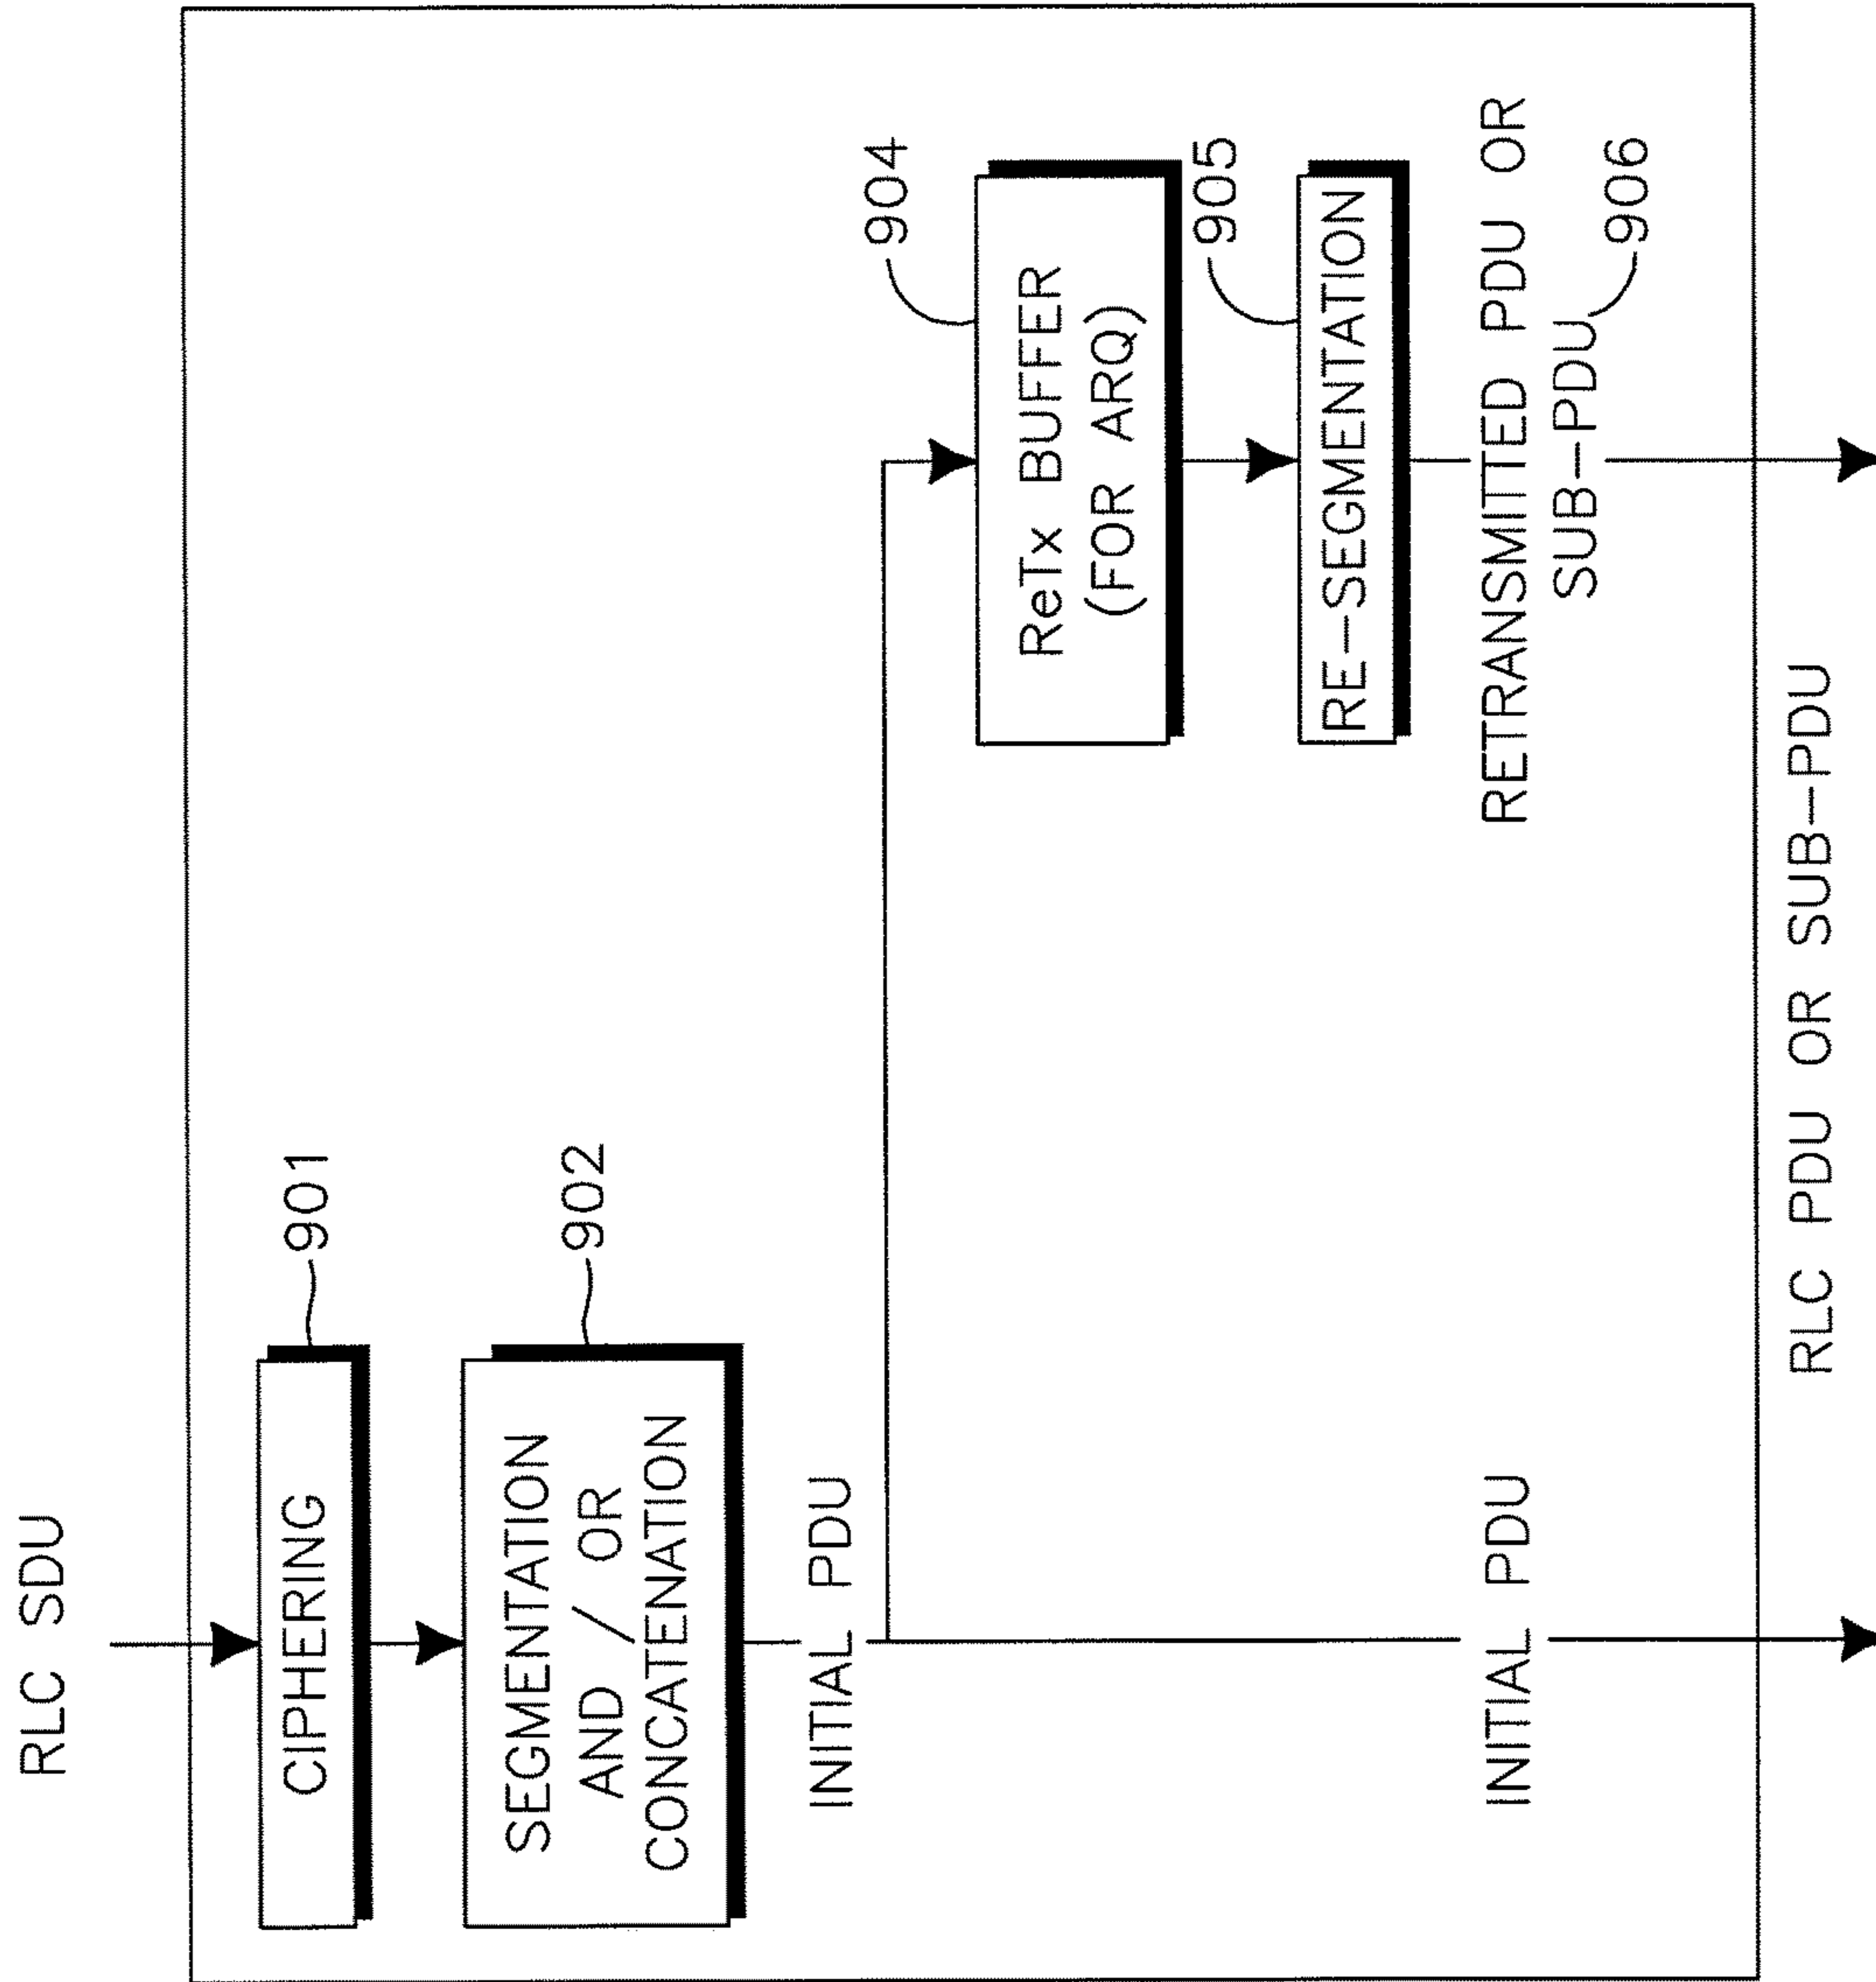 RLC SDU
CIPHERING
901
SEGMENTATION
AND / OR
CONCATENATION
902
INITIAL PDU
ReTx BUFFER
(FOR ARQ)
904
RE-SEGMENTATION
905
INITIAL PDU
RETRANSMITTED PDU OR
SUB-PDU
906
RLC PDU OR SUB-PDU